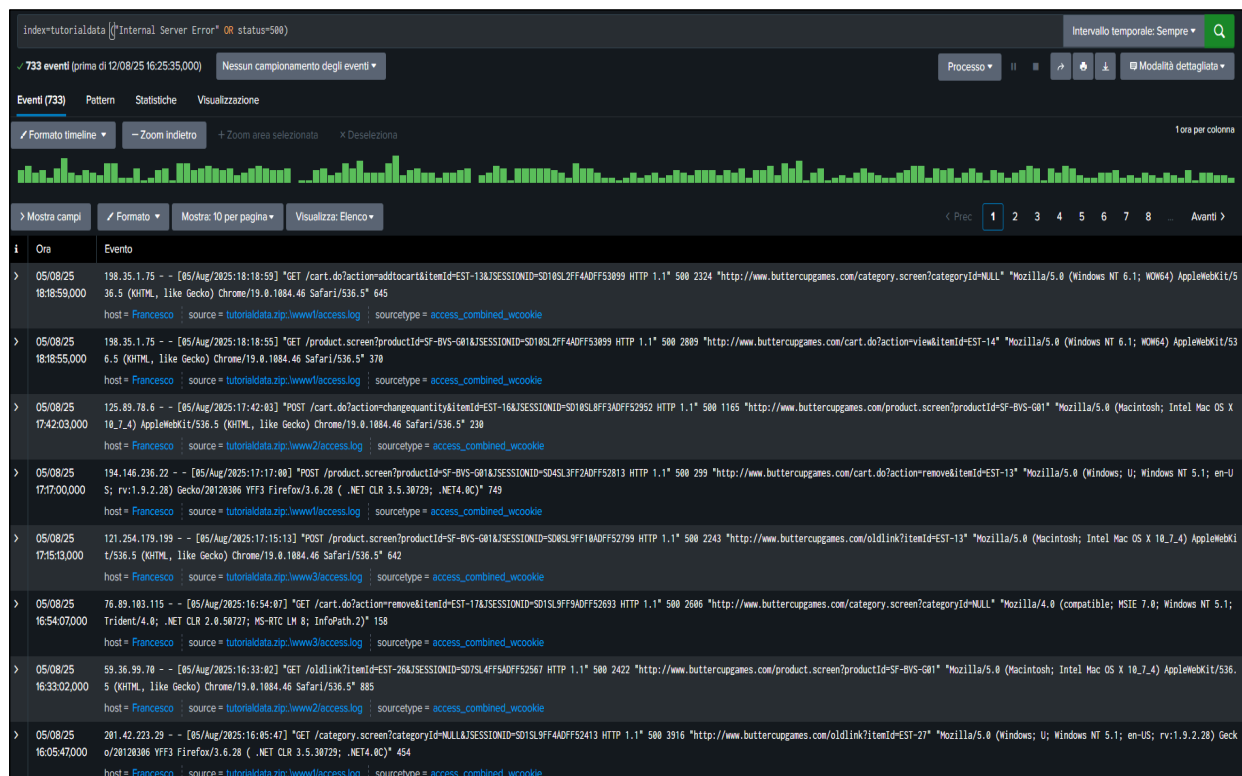 index=tutorialdata ("Internal Server Error" OR status=500)
Intervallo temporale: Sempre
733 eventi (prima di 12/08/25 16:25:35,000)
Nessun campionamento degli eventi
Processo
Modalità dettagliata
Eventi (733)
Pattern
Statistiche
Visualizzazione
Formato timeline
– Zoom indietro
+ Zoom area selezionata
× Deseleziona
1 ora per colonna
> Mostra campi
Formato
Mostra: 10 per pagina
Visualizza: Elenco
< Prec 1 2 3 4 5 6 7 8 ... Avanti >
i Ora Evento
05/08/25
18:18:59,000
198.35.1.75 - - [05/Aug/2025:18:18:59] "GET /cart.do?action=addtocart&itemId=EST-13&JSESSIONID=SD10SL2FF4ADFF53099 HTTP 1.1" 500 2324 "http://www.buttercupgames.com/category.screen?categoryId=NULL" "Mozilla/5.0 (Windows NT 6.1; WOW64) AppleWebKit/5
36.5 (KHTML, like Gecko) Chrome/19.0.1084.46 Safari/536.5" 645
host = Francesco source = tutorialdata.zip:.\www1/access.log sourcetype = access_combined_wcookie
05/08/25
18:18:55,000
198.35.1.75 - - [05/Aug/2025:18:18:55] "GET /product.screen?productId=SF-BVS-G01&JSESSIONID=SD10SL2FF4ADFF53099 HTTP 1.1" 500 2809 "http://www.buttercupgames.com/cart.do?action=view&itemId=EST-14" "Mozilla/5.0 (Windows NT 6.1; WOW64) AppleWebKit/53
6.5 (KHTML, like Gecko) Chrome/19.0.1084.46 Safari/536.5" 370
host = Francesco source = tutorialdata.zip:.\www1/access.log sourcetype = access_combined_wcookie
05/08/25
17:42:03,000
125.89.78.6 - - [05/Aug/2025:17:42:03] "POST /cart.do?action=changequantity&itemId=EST-16&JSESSIONID=SD10SL8FF3ADFF52952 HTTP 1.1" 500 1165 "http://www.buttercupgames.com/product.screen?productId=SF-BVS-G01" "Mozilla/5.0 (Macintosh; Intel Mac OS X
10_7_4) AppleWebKit/536.5 (KHTML, like Gecko) Chrome/19.0.1084.46 Safari/536.5" 230
host = Francesco source = tutorialdata.zip:.\www2/access.log sourcetype = access_combined_wcookie
05/08/25
17:17:00,000
194.146.236.22 - - [05/Aug/2025:17:17:00] "POST /product.screen?productId=SF-BVS-G01&JSESSIONID=SD4SL3FF2ADFF52813 HTTP 1.1" 500 299 "http://www.buttercupgames.com/cart.do?action=remove&itemId=EST-13" "Mozilla/5.0 (Windows; U; Windows NT 5.1; en-U
S; rv:1.9.2.28) Gecko/20120306 YFF3 Firefox/3.6.28 ( .NET CLR 3.5.30729; .NET4.0C)" 749
host = Francesco source = tutorialdata.zip:.\www1/access.log sourcetype = access_combined_wcookie
05/08/25
17:15:13,000
121.254.179.199 - - [05/Aug/2025:17:15:13] "POST /product.screen?productId=SF-BVS-G01&JSESSIONID=SD0SL9FF10ADFF52799 HTTP 1.1" 500 2243 "http://www.buttercupgames.com/oldlink?itemId=EST-13" "Mozilla/5.0 (Macintosh; Intel Mac OS X 10_7_4) AppleWebKi
t/536.5 (KHTML, like Gecko) Chrome/19.0.1084.46 Safari/536.5" 642
host = Francesco source = tutorialdata.zip:.\www3/access.log sourcetype = access_combined_wcookie
05/08/25
16:54:07,000
76.89.103.115 - - [05/Aug/2025:16:54:07] "GET /cart.do?action=remove&itemId=EST-17&JSESSIONID=SD1SL9FF9ADFF52693 HTTP 1.1" 500 2606 "http://www.buttercupgames.com/category.screen?categoryId=NULL" "Mozilla/4.0 (compatible; MSIE 7.0; Windows NT 5.1;
Trident/4.0; .NET CLR 2.0.50727; MS-RTC LM 8; InfoPath.2)" 158
host = Francesco source = tutorialdata.zip:.\www3/access.log sourcetype = access_combined_wcookie
05/08/25
16:33:02,000
59.36.99.70 - - [05/Aug/2025:16:33:02] "GET /oldlink?itemId=EST-26&JSESSIONID=SD7SL4FF5ADFF52567 HTTP 1.1" 500 2422 "http://www.buttercupgames.com/product.screen?productId=SF-BVS-G01" "Mozilla/5.0 (Macintosh; Intel Mac OS X 10_7_4) AppleWebKit/536.
5 (KHTML, like Gecko) Chrome/19.0.1084.46 Safari/536.5" 885
host = Francesco source = tutorialdata.zip:.\www2/access.log sourcetype = access_combined_wcookie
05/08/25
16:05:47,000
201.42.223.29 - - [05/Aug/2025:16:05:47] "GET /category.screen?categoryId=NULL&JSESSIONID=SD1SL9FF4ADFF52413 HTTP 1.1" 500 3916 "http://www.buttercupgames.com/oldlink?itemId=EST-27" "Mozilla/5.0 (Windows; U; Windows NT 5.1; en-US; rv:1.9.2.28) Geck
o/20120306 YFF3 Firefox/3.6.28 ( .NET CLR 3.5.30729; .NET4.0C)" 454
host = Francesco source = tutorialdata.zip:.\www1/access.log sourcetype = access_combined_wcookie